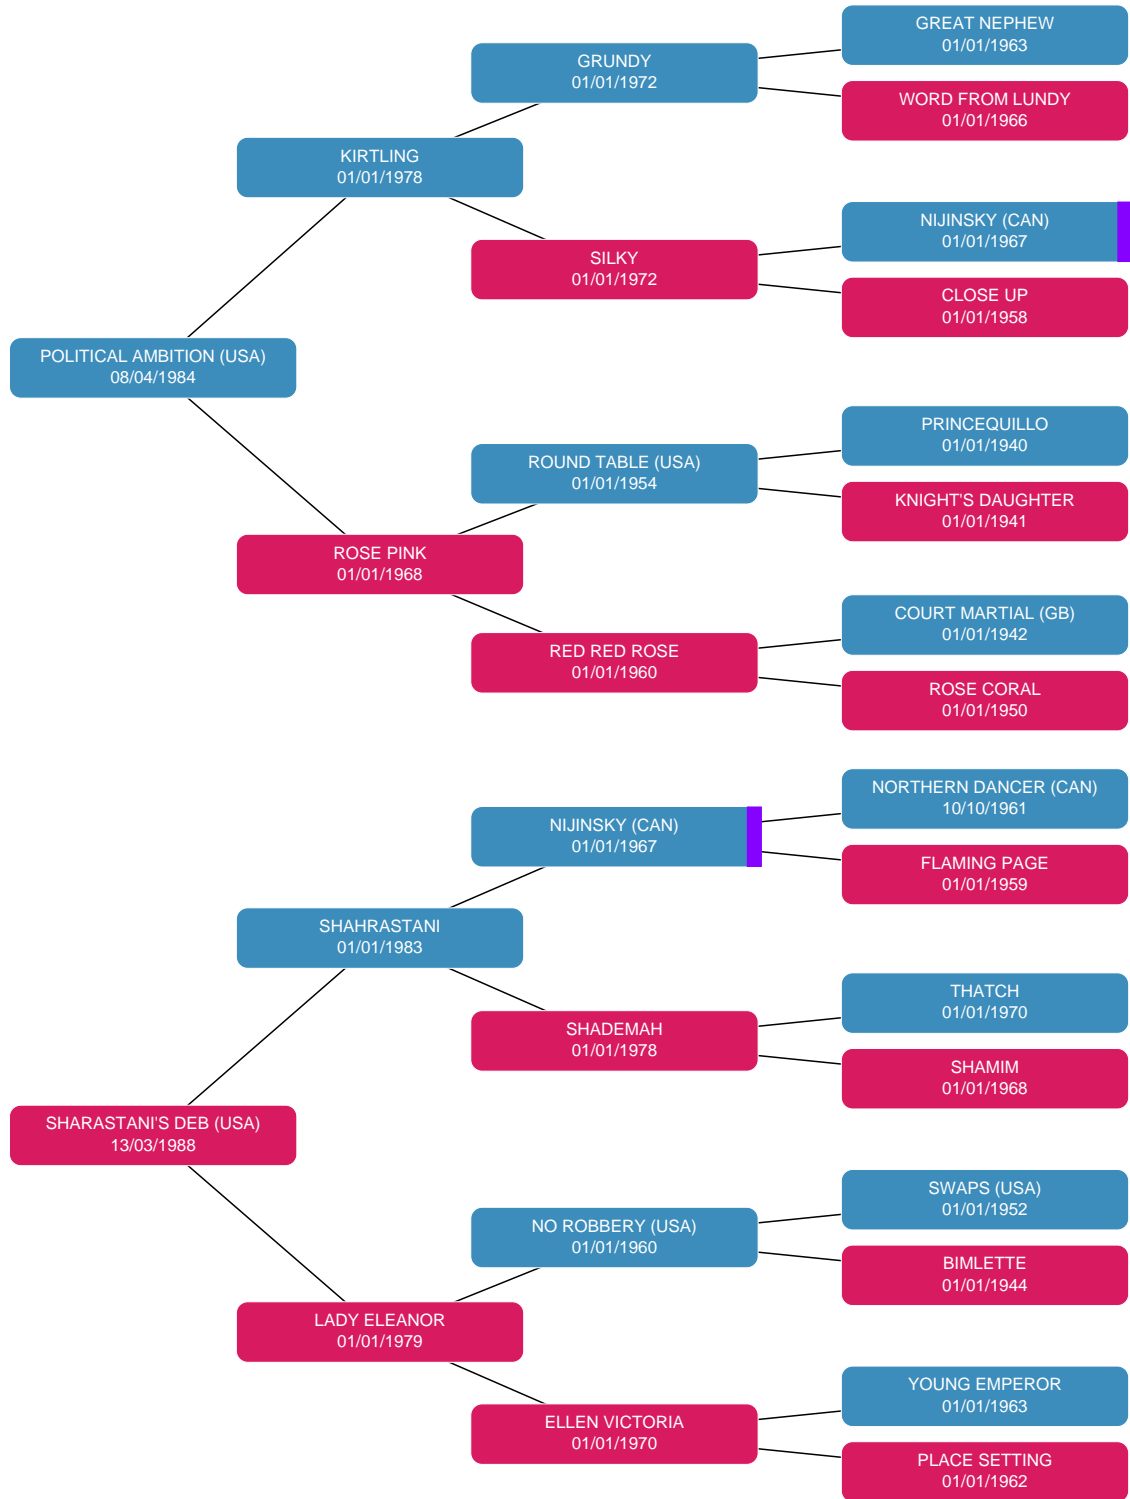 GREAT NEPHEW
01/01/1963
GRUNDY
01/01/1972
WORD FROM LUNDY
01/01/1966
KIRTLING
01/01/1978
NIJINSKY (CAN)
01/01/1967
SILKY
01/01/1972
CLOSE UP
01/01/1958
POLITICAL AMBITION (USA)
08/04/1984
PRINCEQUILLO
01/01/1940
ROUND TABLE (USA)
01/01/1954
KNIGHT'S DAUGHTER
01/01/1941
ROSE PINK
01/01/1968
COURT MARTIAL (GB)
01/01/1942
RED RED ROSE
01/01/1960
ROSE CORAL
01/01/1950
NORTHERN DANCER (CAN)
10/10/1961
NIJINSKY (CAN)
01/01/1967
FLAMING PAGE
01/01/1959
SHAHRASTANI
01/01/1983
THATCH
01/01/1970
SHADEMAH
01/01/1978
SHAMIM
01/01/1968
SHARASTANI'S DEB (USA)
13/03/1988
SWAPS (USA)
01/01/1952
NO ROBBERY (USA)
01/01/1960
BIMLETTE
01/01/1944
LADY ELEANOR
01/01/1979
YOUNG EMPEROR
01/01/1963
ELLEN VICTORIA
01/01/1970
PLACE SETTING
01/01/1962